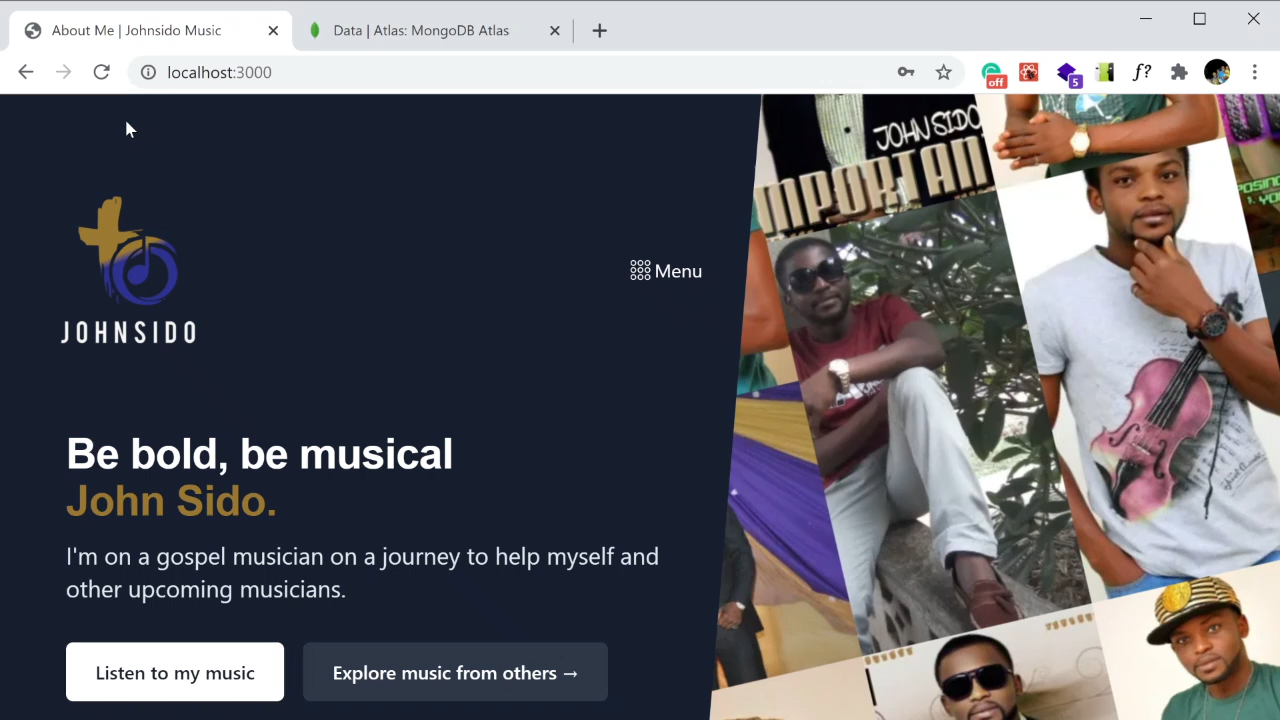 About Me | Johnsido Music
Data | Atlas: MongoDB Atlas
localhost:3000
off
5
f?
JOHNSIDO
Menu
Be bold, be musical
John Sido.
I'm on a gospel musician on a journey to help myself and
other upcoming musicians.
Listen to my music
Explore music from others →
JOHN SIDO
MPORTAN